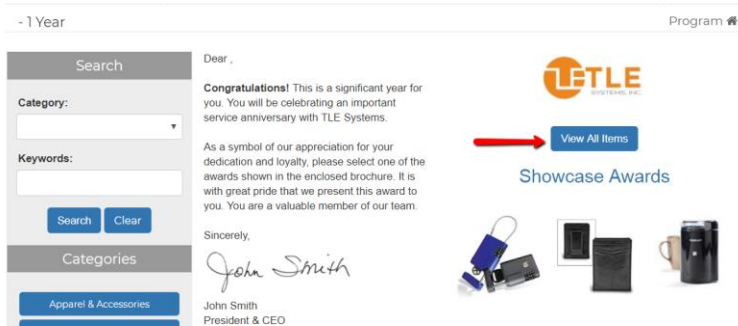 - 1 Year
Program
Search
Category:
Keywords:
Search Clear
Categories
Apparel & Accessories
Dear ,
Congratulations! This is a significant year for
you. You will be celebrating an important
service anniversary with TLE Systems.
As a symbol of our appreciation for your
dedication and loyalty, please select one of the
awards shown in the enclosed brochure. It is
with great pride that we present this award to
you. You are a valuable member of our team.
Sincerely,
John Smith
John Smith
President & CEO
TLE
SYSTEMS, INC.
View All Items
Showcase Awards